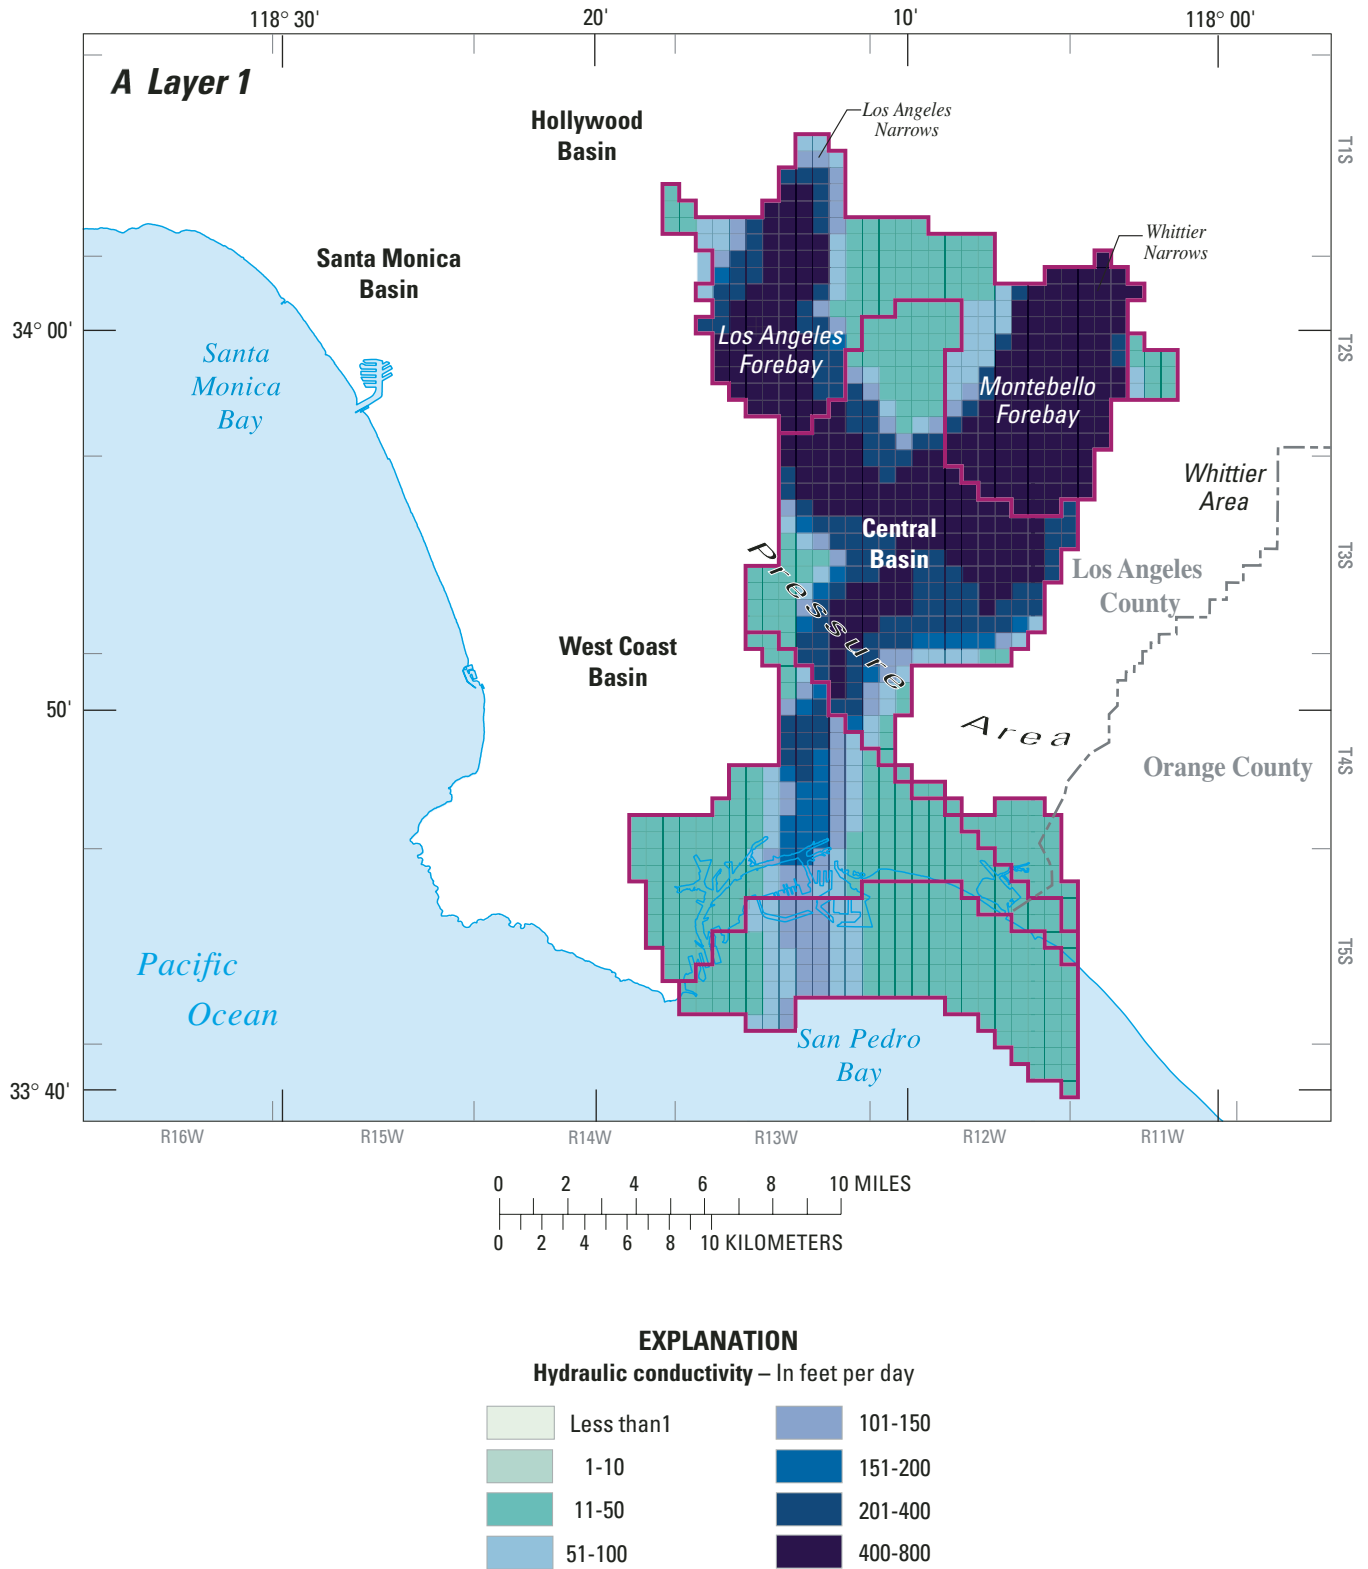 118° 30'
20'
10'
118° 00'
A Layer 1
Hollywood
Basin
Los Angeles
Narrows
T1S
Santa Monica
Basin
Whittier
Narrows
34° 00'
Santa
Monica
Bay
Los Angeles
Forebay
T2S
Montebello
Forebay
Whittier
Area
Central
Basin
T3S
Pressure
Los Angeles
County
West Coast
Basin
50'
Area
Orange County
T4S
Pacific
Ocean
T5S
San Pedro
Bay
33° 40'
R16W
R15W
R14W
R13W
R12W
R11W
0 2 4 6 8 10 MILES
0 2 4 6 8 10 KILOMETERS
EXPLANATION
Hydraulic conductivity – In feet per day
Less than1
1-10
11-50
51-100
101-150
151-200
201-400
400-800